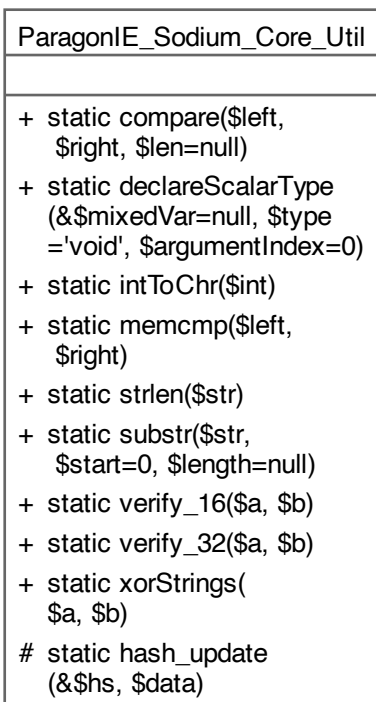 ParagonIE_Sodium_Core_Util
+ static compare($left,
$right, $len=null)
+ static declareScalarType
(&$mixedVar=null, $type
='void', $argumentIndex=0)
+ static intToChr($int)
+ static memcmp($left,
$right)
+ static strlen($str)
+ static substr($str,
$start=0, $length=null)
+ static verify_16($a, $b)
+ static verify_32($a, $b)
+ static xorStrings(
$a, $b)
# static hash_update
(&$hs, $data)